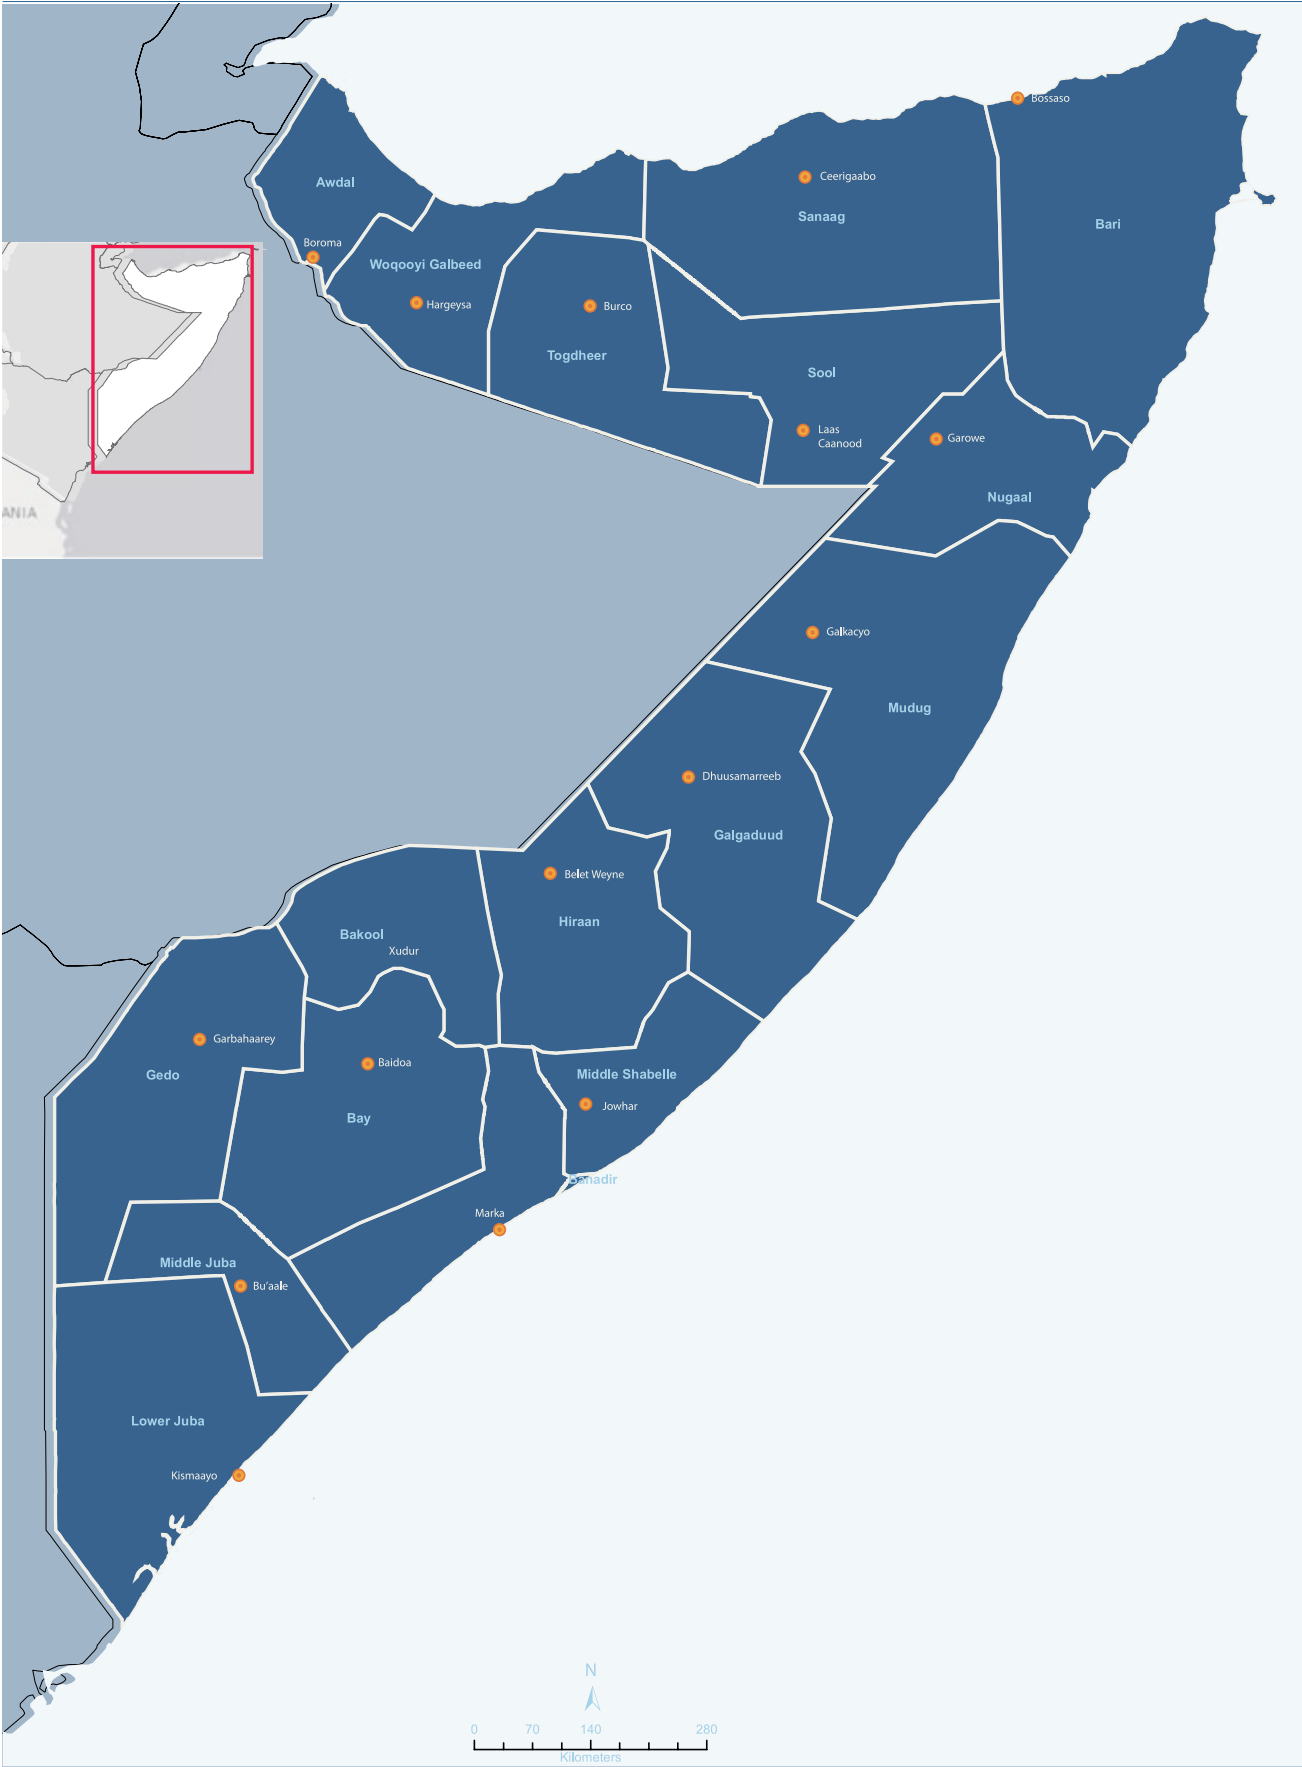 Bossaso
Ceerigaabo
Awdal
Sanaag
Bari
Boroma
Woqooyi Galbeed
Hargeysa
Burco
Togdheer
Sool
Laas
Caanood
Garowe
Nugaal
ANIA
Galkacyo
Mudug
Dhuusamarreeb
Galgaduud
Belet Weyne
Hiraan
Bakool
Xudur
Garbahaarey
Gedo
Baidoa
Middle Shabelle
Jowhar
Bay
Banadir
Marka
Middle Juba
Bu'aale
Lower Juba
Kismaayo
N
0 70 140 280
Kilometers